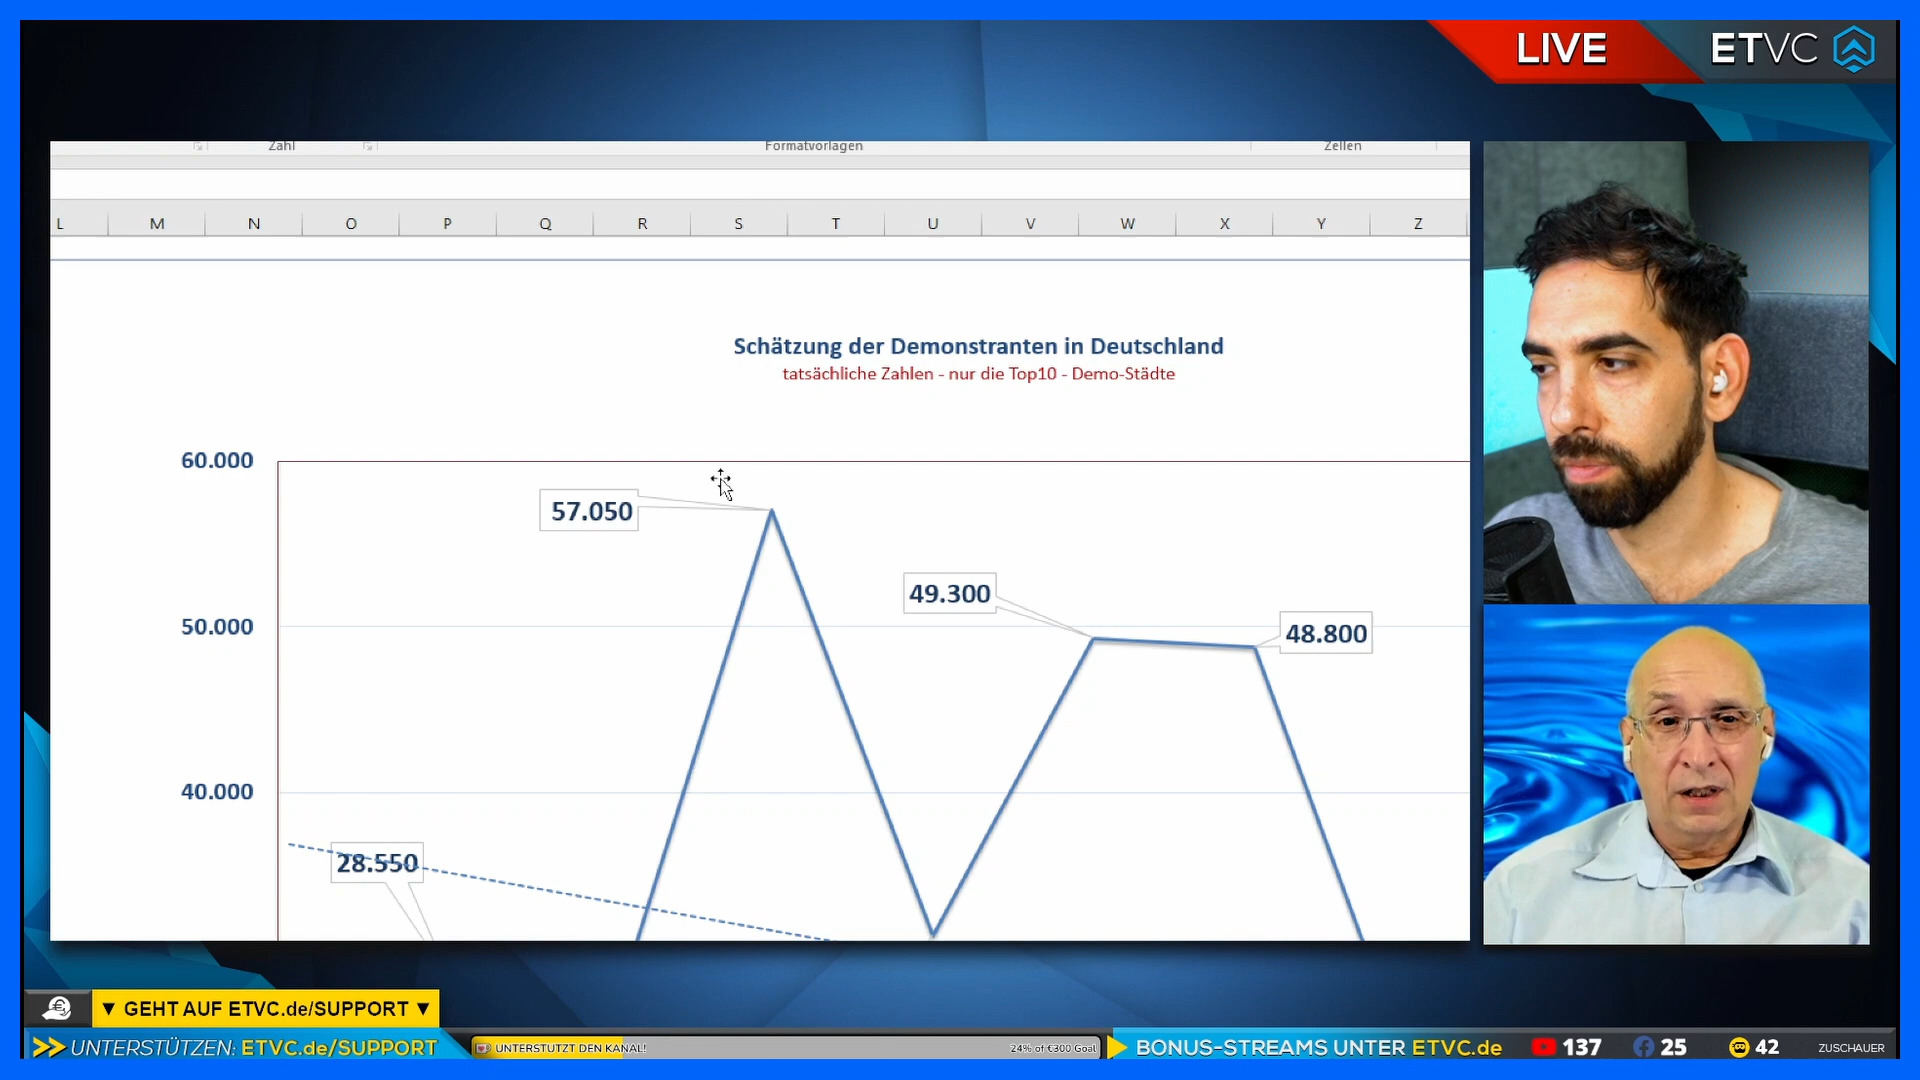 LIVE
ETVC
Zahl
Formatvorlagen
Zellen
L M N O P Q R S T U V W X Y Z
Schätzung der Demonstranten in Deutschland
tatsächliche Zahlen - nur die Top10 - Demo-Städte
60.000
57.050
49.300
48.800
50.000
40.000
28.550
▼ GEHT AUF ETVC.de/SUPPORT ▼
UNTERSTÜTZEN: ETVC.de/SUPPORT
UNTERSTUTZT DEN KANAL!
24% of €300 Goal
BONUS-STREAMS UNTER ETVC.de
137
25
42
ZUSCHAUER